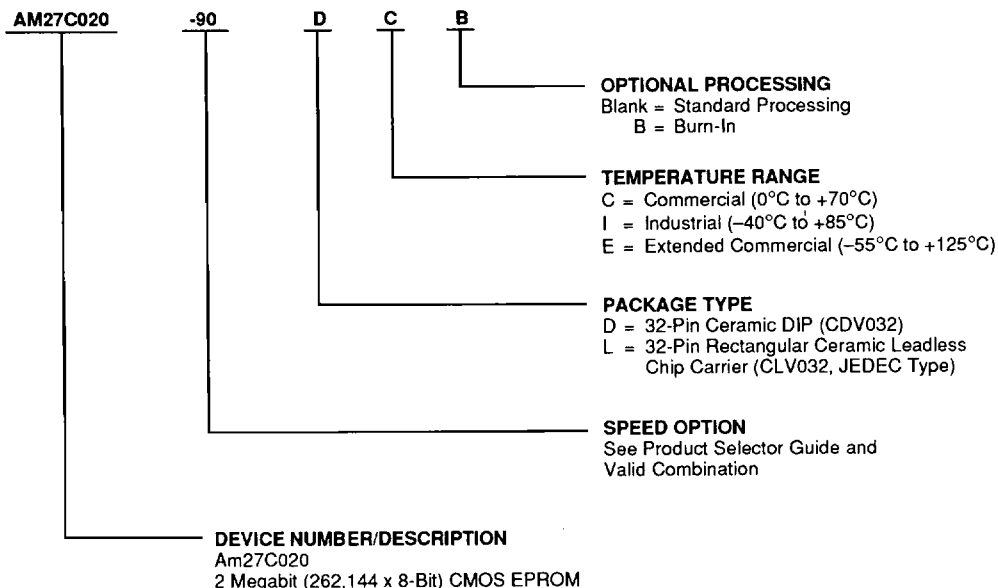 AM27C020 -90 D C B
OPTIONAL PROCESSING
Blank = Standard Processing
B = Burn-In
TEMPERATURE RANGE
C = Commercial (0°C to +70°C)
I = Industrial (–40°C to +85°C)
E = Extended Commercial (–55°C to +125°C)
PACKAGE TYPE
D = 32-Pin Ceramic DIP (CDV032)
L = 32-Pin Rectangular Ceramic Leadless
Chip Carrier (CLV032, JEDEC Type)
SPEED OPTION
See Product Selector Guide and
Valid Combination
DEVICE NUMBER/DESCRIPTION
Am27C020
2 Megabit (262,144 x 8-Bit) CMOS EPROM